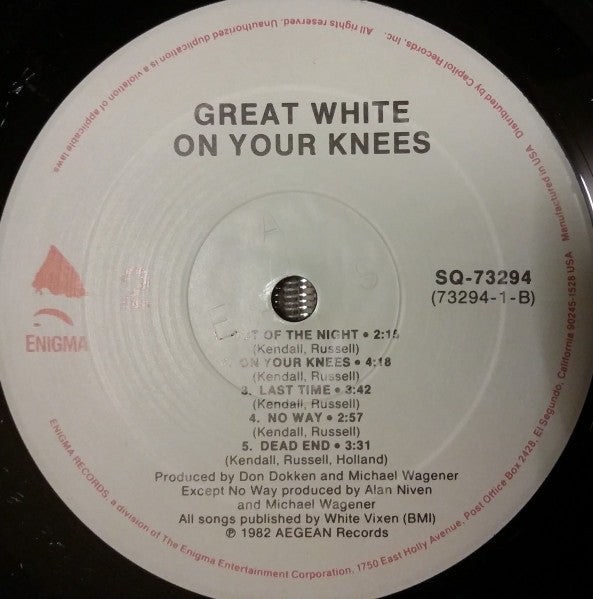 GREAT WHITE
ON YOUR KNEES
SQ-73294
(73294-1-B)
ENIGMA
OF THE NIGHT • 2:18
(Kendall, Russell)
ON YOUR KNEES • 4:18
(Kendall, Russell)
3. LAST TIME • 3:42
(Kendall, Russell)
4. NO WAY • 2:57
(Kendall, Russell)
5. DEAD END • 3:31
(Kendall, Russell, Holland)
Produced by Don Dokken and Michael Wagener
Except No Way produced by Alan Niven
and Michael Wagener
All songs published by White Vixen (BMI)
℗ 1982 AEGEAN Records
ENIGMA RECORDS, a division of The Enigma Entertainment Corporation, 1750 East Holly Avenue, Post Office Box 2428, El Segundo, California 90245-1528 USA Manufactured in USA Distributed by Capitol Records, Inc. All rights reserved. Unauthorized duplication is a violation of applicable laws.